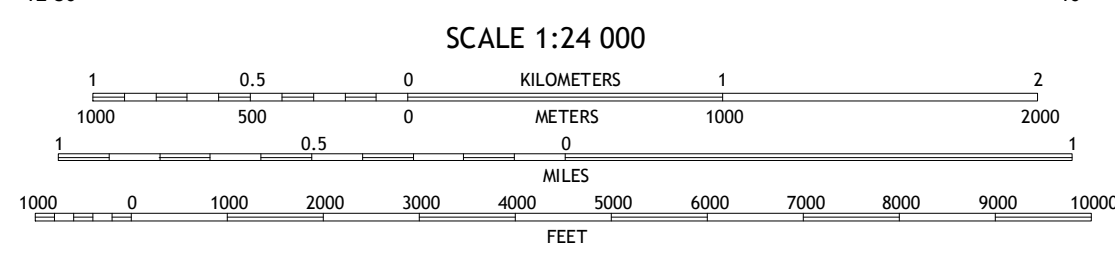 SCALE 1:24 000
1 0.5 0 KILOMETERS 1 2
1000 500 0 METERS 1000 2000
1 0.5 0 1
MILES
1000 0 1000 2000 3000 4000 5000 6000 7000 8000 9000 10000
FEET